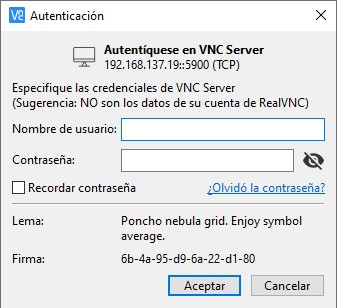 Autenticación
Autentíquese en VNC Server
192.168.137.19::5900 (TCP)
Especifique las credenciales de VNC Server
(Sugerencia: NO son los datos de su cuenta de RealVNC)
Nombre de usuario:
Contraseña:
Recordar contraseña ¿Olvidó la contraseña?
Lema: Poncho nebula grid. Enjoy symbol
average.
Firma: 6b-4a-95-d9-6a-22-d1-80
Aceptar Cancelar